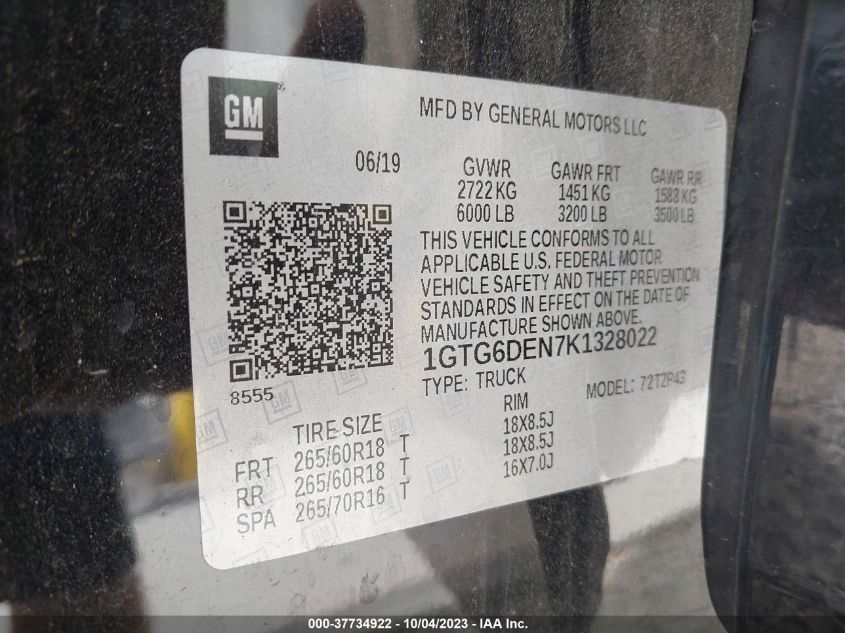 GM
MFD BY GENERAL MOTORS LLC
06/19 GVWR GAWR FRT GAWR RR
2722 KG 1451 KG 1588 KG
6000 LB 3200 LB 3500 LB
THIS VEHICLE CONFORMS TO ALL
APPLICABLE U.S. FEDERAL MOTOR
VEHICLE SAFETY AND THEFT PREVENTION
STANDARDS IN EFFECT ON THE DATE OF
MANUFACTURE SHOWN ABOVE.
1GTG6DEN7K1328022
8555
TYPE: TRUCK MODEL: 72T2P43
TIRE SIZE RIM
FRT 265/60R18 T 18X8.5J
RR 265/60R18 T 18X8.5J
SPA 265/70R16 T 16X7.0J
000-37734922 - 10/04/2023 - IAA Inc.